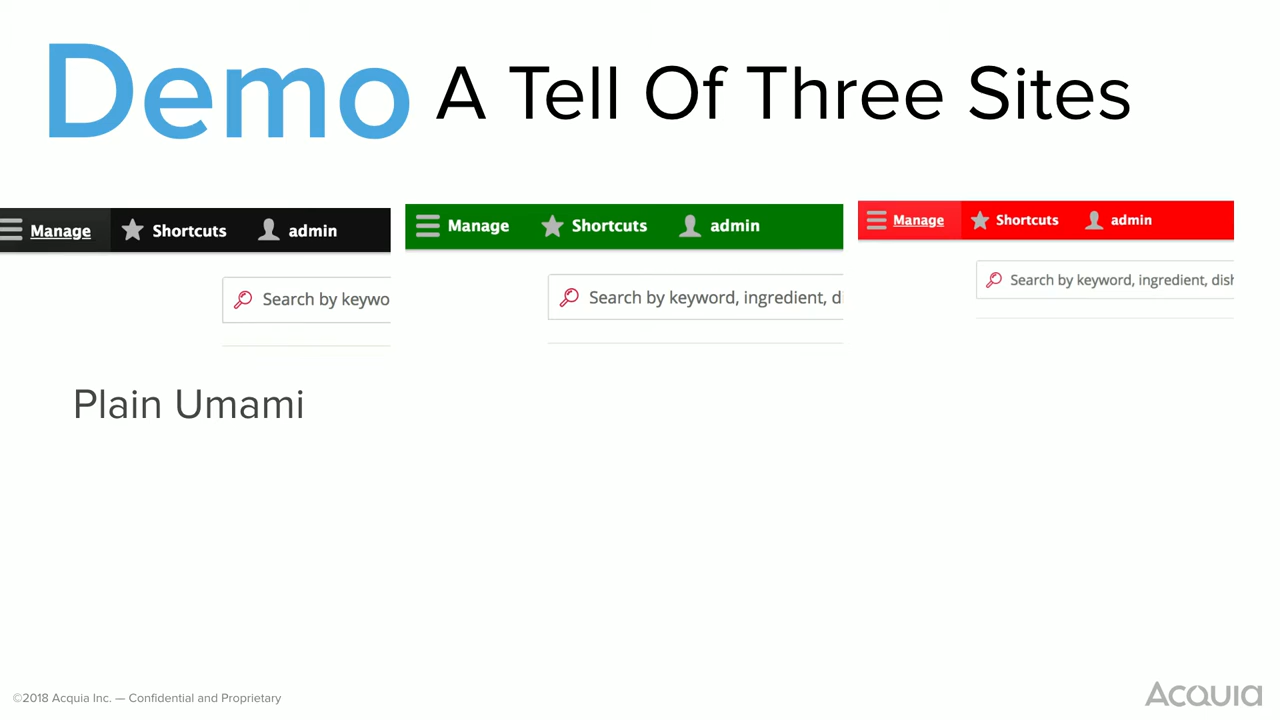 Demo A Tell Of Three Sites
Manage Shortcuts admin
Search by keywo
Manage Shortcuts admin
Search by keyword, ingredient, di
Manage Shortcuts admin
Search by keyword, ingredient, dish
Plain Umami
©2018 Acquia Inc. — Confidential and Proprietary
ACQUIA